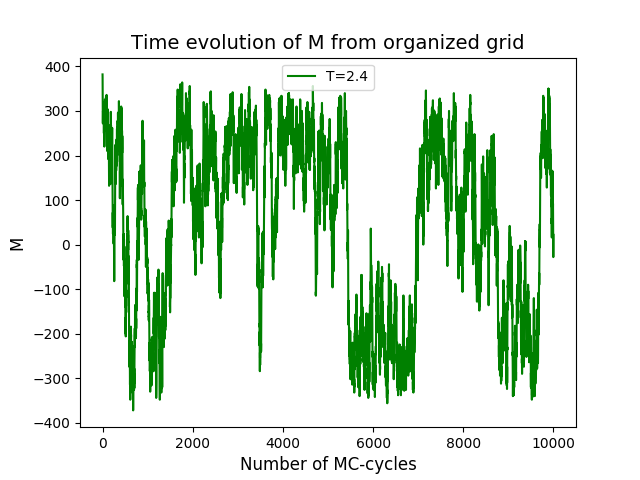 Time evolution of M from organized grid
T=2.4
400
300
200
100
0
−100
−200
−300
−400
M
0 2000 4000 6000 8000 10000
Number of MC-cycles